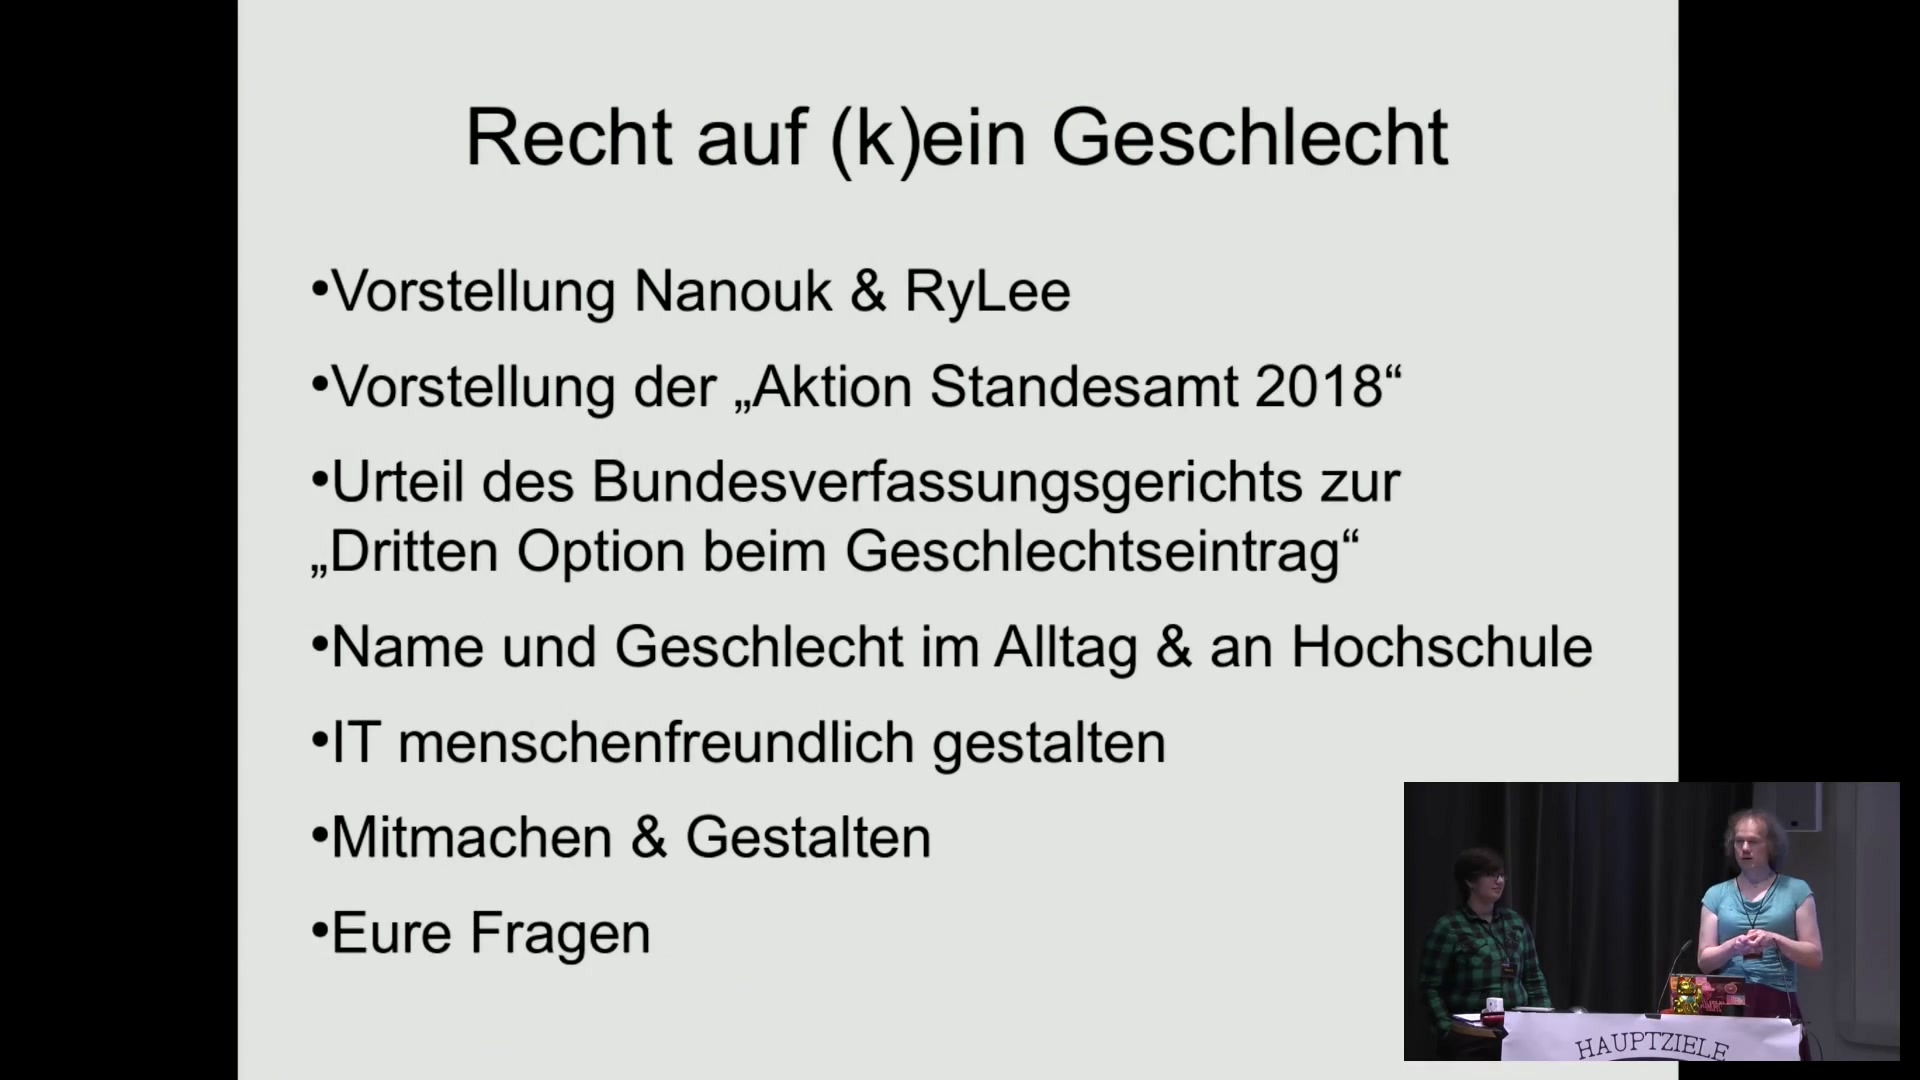 Recht auf (k)ein Geschlecht
•Vorstellung Nanouk & RyLee
•Vorstellung der „Aktion Standesamt 2018“
•Urteil des Bundesverfassungsgerichts zur
„Dritten Option beim Geschlechtseintrag“
•Name und Geschlecht im Alltag & an Hochschule
•IT menschenfreundlich gestalten
•Mitmachen & Gestalten
•Eure Fragen
HAUPTZIELE